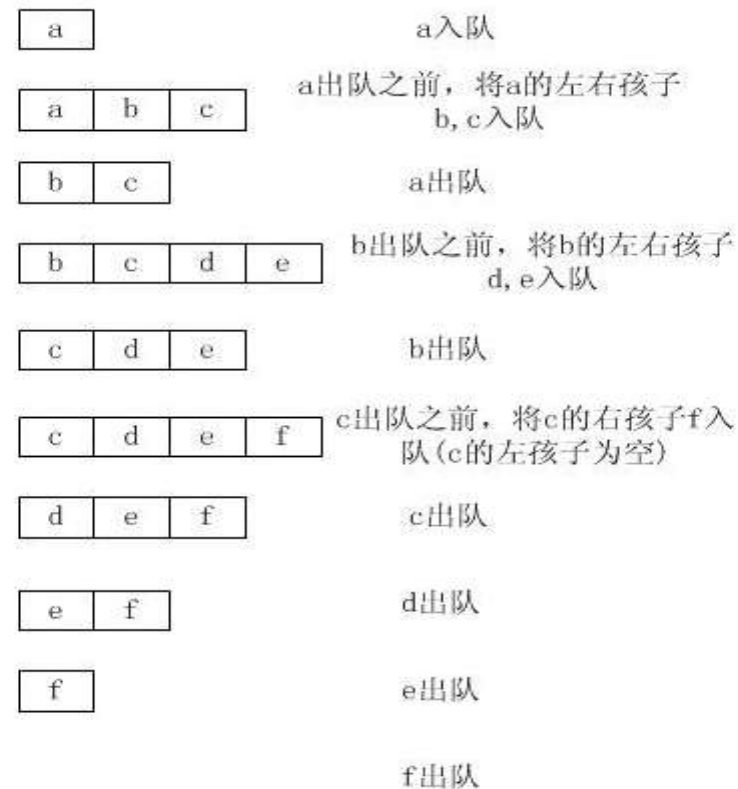 a
a入队
a出队之前，将a的左右孩子
a b c
b,c入队
b c
a出队
b出队之前，将b的左右孩子
b c d e
d,e入队
c d e
b出队
c出队之前，将c的右孩子f入
c d e f
队(c的左孩子为空)
d e f
c出队
e f
d出队
f
e出队
f出队